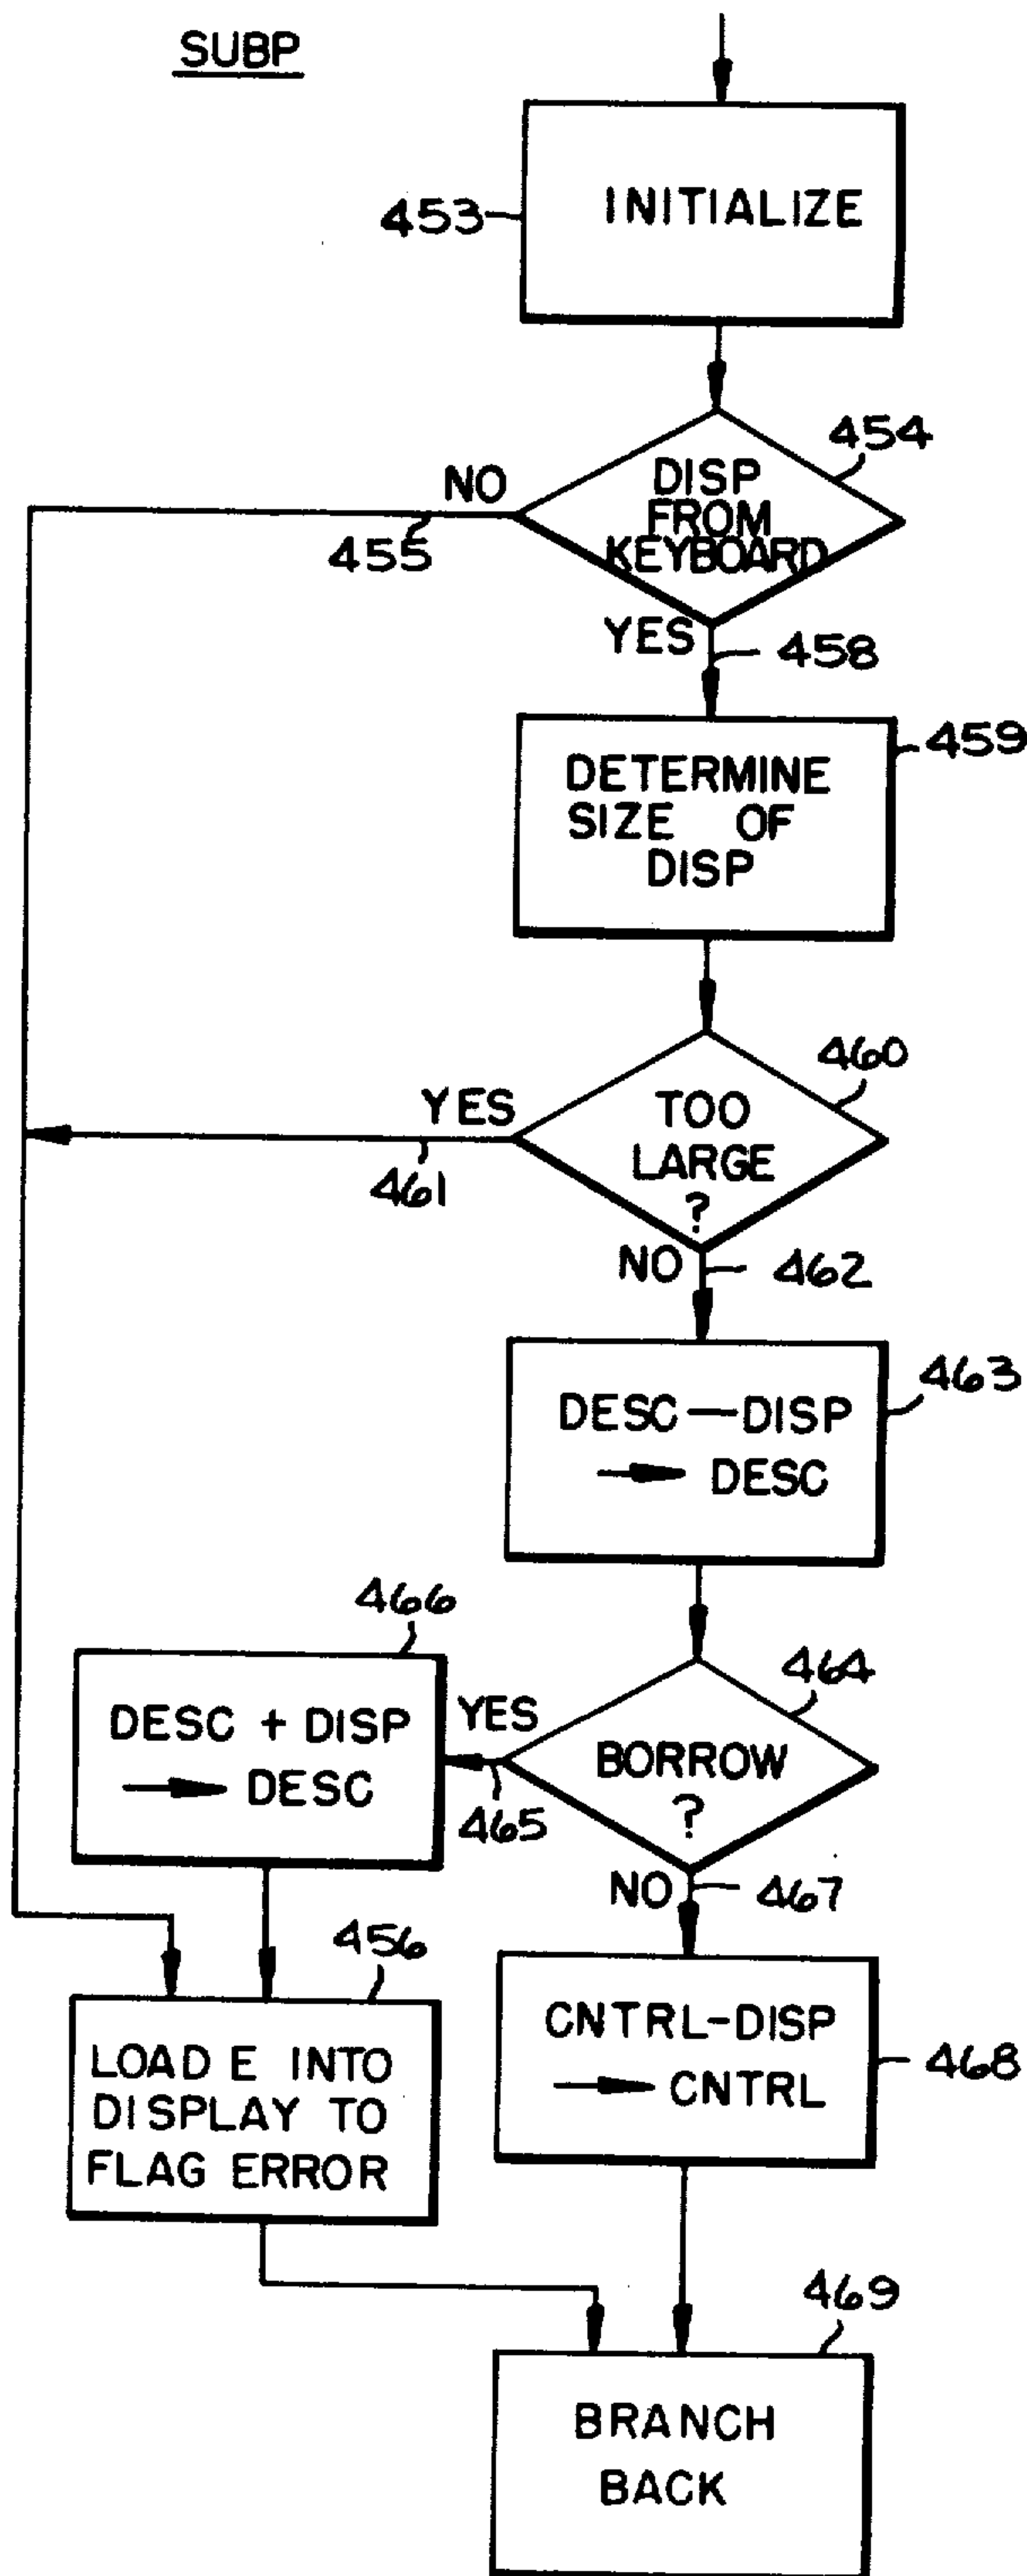 SUBP
INITIALIZE
453
454
DISP
FROM
KEYBOARD
NO
455
YES
458
459
DETERMINE
SIZE OF
DISP
460
TOO
LARGE
?
YES
461
NO
462
463
DESC — DISP
→ DESC
464
BORROW
?
YES
465
466
DESC + DISP
→ DESC
NO
467
456
LOAD E INTO
DISPLAY TO
FLAG ERROR
CNTRL-DISP
→ CNTRL
468
469
BRANCH
BACK